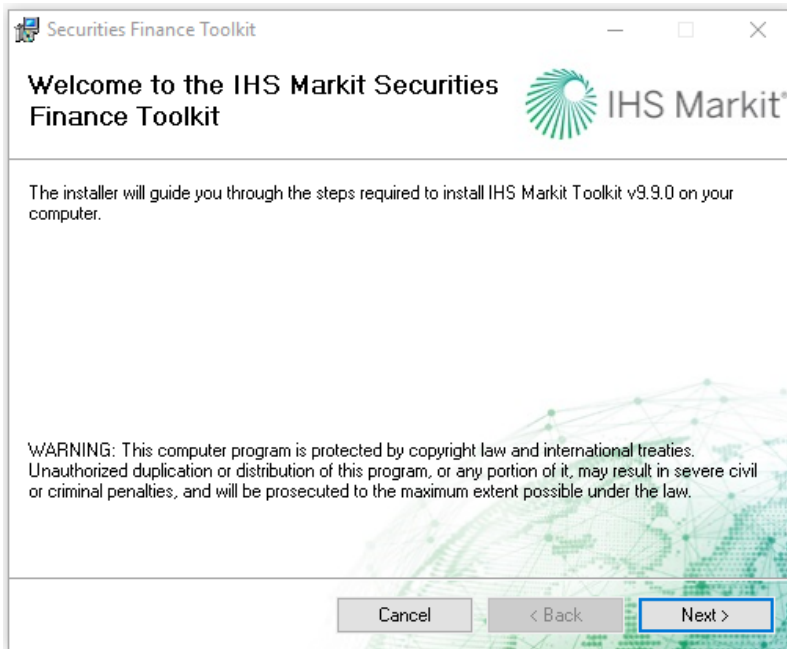 Securities Finance Toolkit
Welcome to the IHS Markit Securities
Finance Toolkit
IHS Markit®
The installer will guide you through the steps required to install IHS Markit Toolkit v9.9.0 on your
computer.
WARNING: This computer program is protected by copyright law and international treaties.
Unauthorized duplication or distribution of this program, or any portion of it, may result in severe civil
or criminal penalties, and will be prosecuted to the maximum extent possible under the law.
Cancel
< Back
Next >